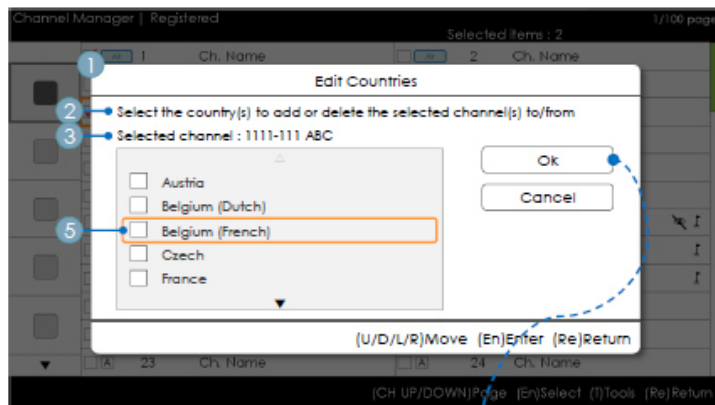 Channel Manager | Registered
1/100 page
Selected items : 2
Air 1 Ch. Name 2 Ch. Name
1
Edit Countries
2 Select the country(s) to add or delete the selected channel(s) to/from
3 Selected channel : 1111-111 ABC
Ok
Cancel
Austria
Belgium (Dutch)
5 Belgium (French)
Czech
France
(U/D/L/R)Move (En)Enter (Re)Return
A 23 Ch. Name A 24 Ch. Name
(CH UP/DOWN)Page (En)Select (T)Tools (Re)Return